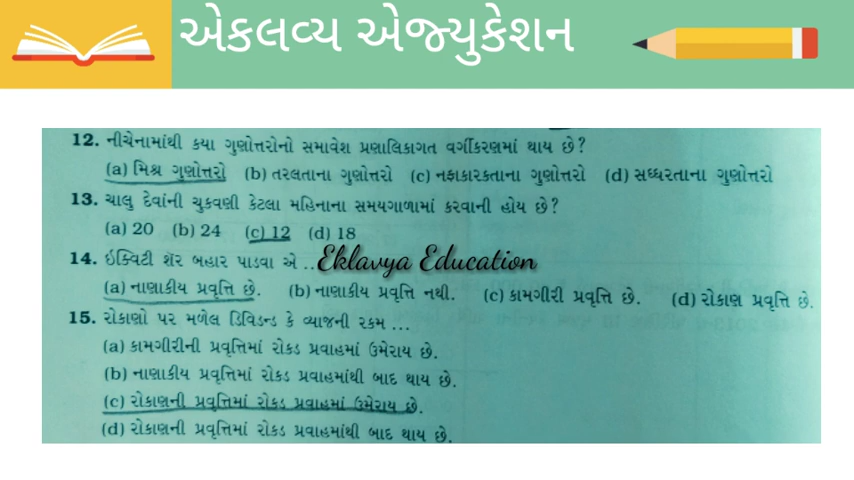 એકલવ્ય એજ્યુકેશન
12. નીચેનામાંથી કયા ગુણોત્તરોનો સમાવેશ પ્રણાલિકાગત વર્ગીકરણમાં થાય છે?
(a) મિશ્ર ગુણોત્તરો (b) તરલતાના ગુણોત્તરો (c) નફાકારકતાના ગુણોત્તરો (d) સધ્ધરતાના ગુણોત્તરો
13. ચાલુ દેવાંની ચુકવણી કેટલા મહિનાના સમયગાળામાં કરવાની હોય છે?
(a) 20 (b) 24 (c) 12 (d) 18
14. ઇક્વિટી શૅર બહાર પાડવા એ ..
Eklavya Education
(a) નાણાકીય પ્રવૃત્તિ છે. (b) નાણાકીય પ્રવૃત્તિ નથી. (c) કામગીરી પ્રવૃત્તિ છે. (d) રોકાણ પ્રવૃત્તિ છે.
15. રોકાણો પર મળેલ ડિવિડન્ડ કે વ્યાજની રકમ ...
(a) કામગીરીની પ્રવૃત્તિમાં રોકડ પ્રવાહમાં ઉમેરાય છે.
(b) નાણાકીય પ્રવૃત્તિમાં રોકડ પ્રવાહમાંથી બાદ થાય છે.
(c) રોકાણની પ્રવૃત્તિમાં રોકડ પ્રવાહમાં ઉમેરાય છે.
(d) રોકાણની પ્રવૃત્તિમાં રોકડ પ્રવાહમાંથી બાદ થાય છે.